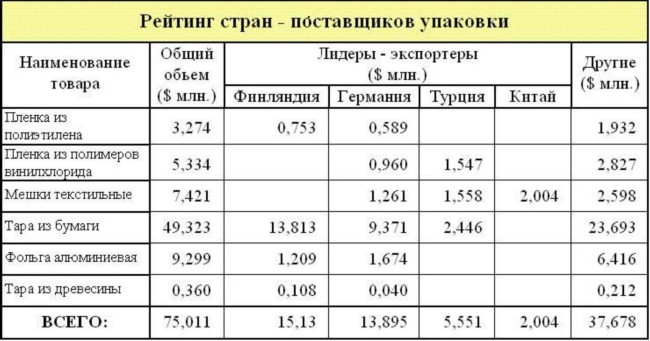 Рейтинг стран - поставщиков упаковки
Наименование товара Общий объем ($ млн.) Лидеры - экспортеры ($ млн.) Другие ($ млн.)
Финляндия Германия Турция Китай
Пленка из
полиэтилена 3,274 0,753 0,589 1,932
Пленка из полимеров
винилхлорида 5,334 0,960 1,547 2,827
Мешки текстильные 7,421 1,261 1,558 2,004 2,598
Тара из бумаги 49,323 13,813 9,371 2,446 23,693
Фольга алюминиевая 9,299 1,209 1,674 6,416
Тара из древесины 0,360 0,108 0,040 0,212
ВСЕГО: 75,011 15,13 13,895 5,551 2,004 37,678